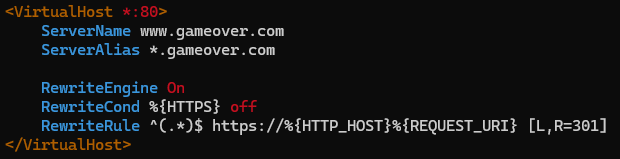 <VirtualHost *:80>
    ServerName www.gameover.com
    ServerAlias *.gameover.com

    RewriteEngine On
    RewriteCond %{HTTPS} off
    RewriteRule ^(.*)$ https://%{HTTP_HOST}%{REQUEST_URI} [L,R=301]
</VirtualHost>